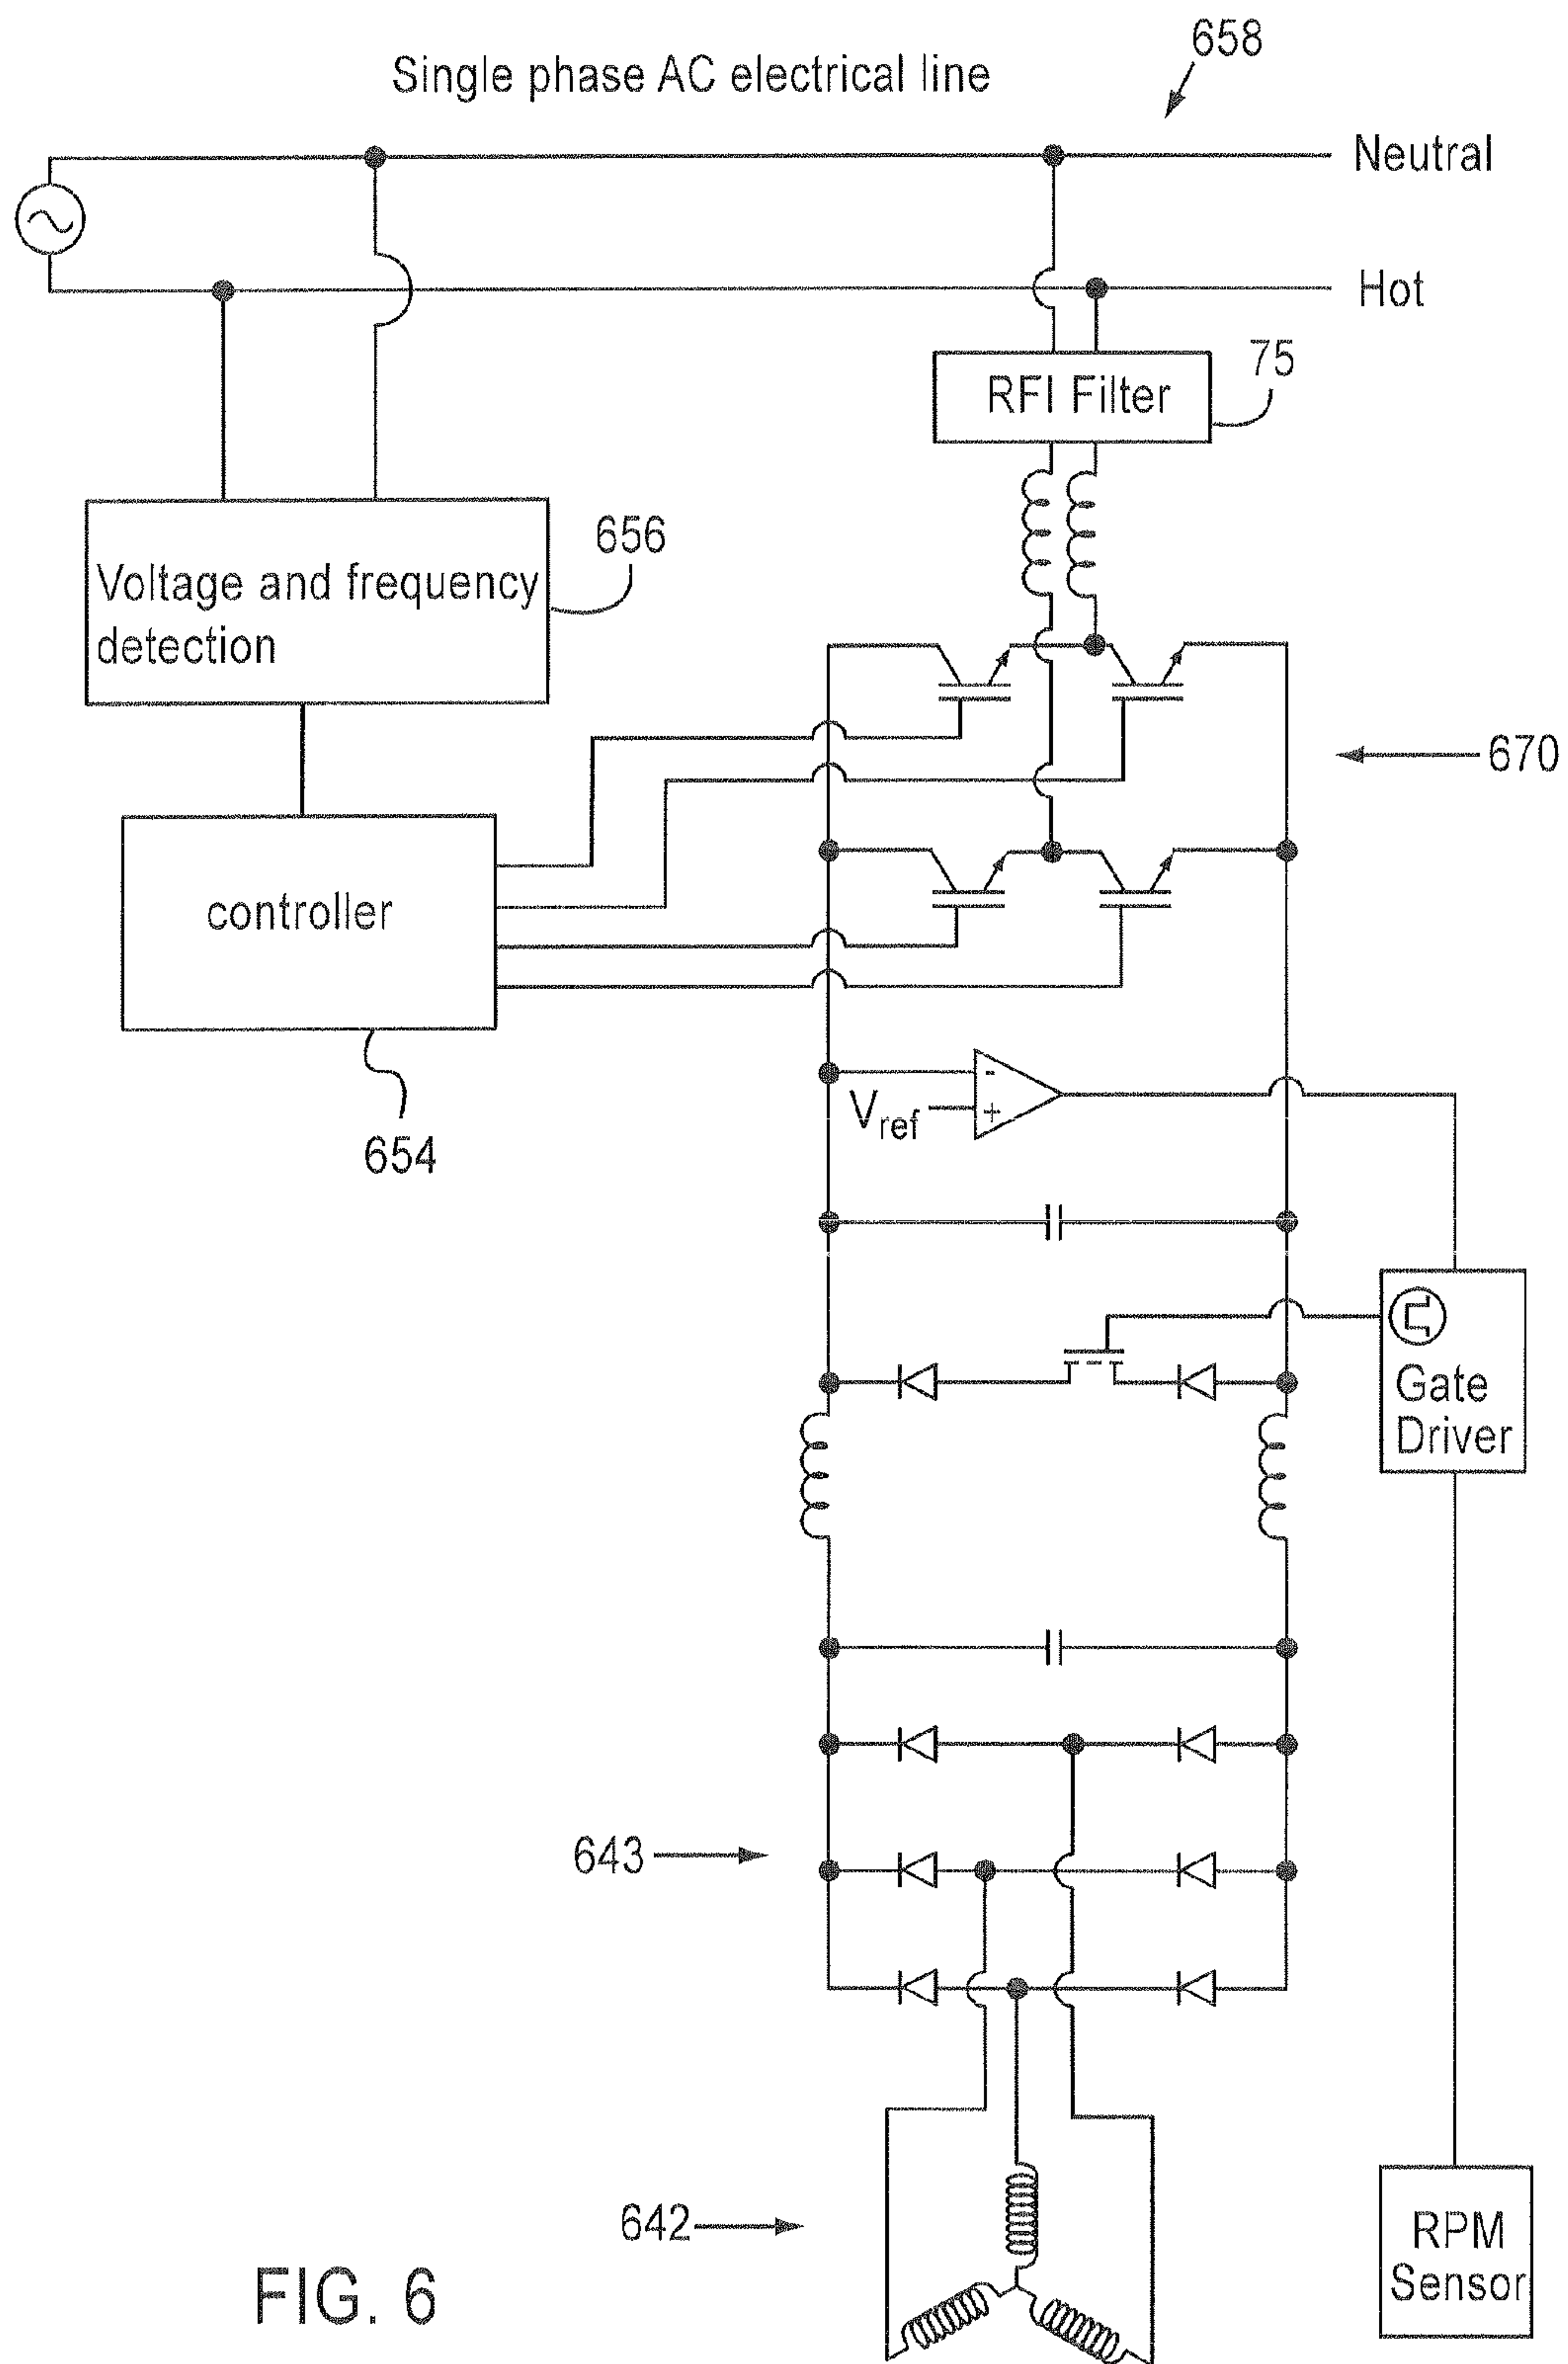 658
Single phase AC electrical line
Neutral
Hot
75
RFI Filter
656
Voltage and frequency
detection
670
controller
V_ref
-
+
654
Gate
Driver
643
642
RPM
Sensor
FIG. 6